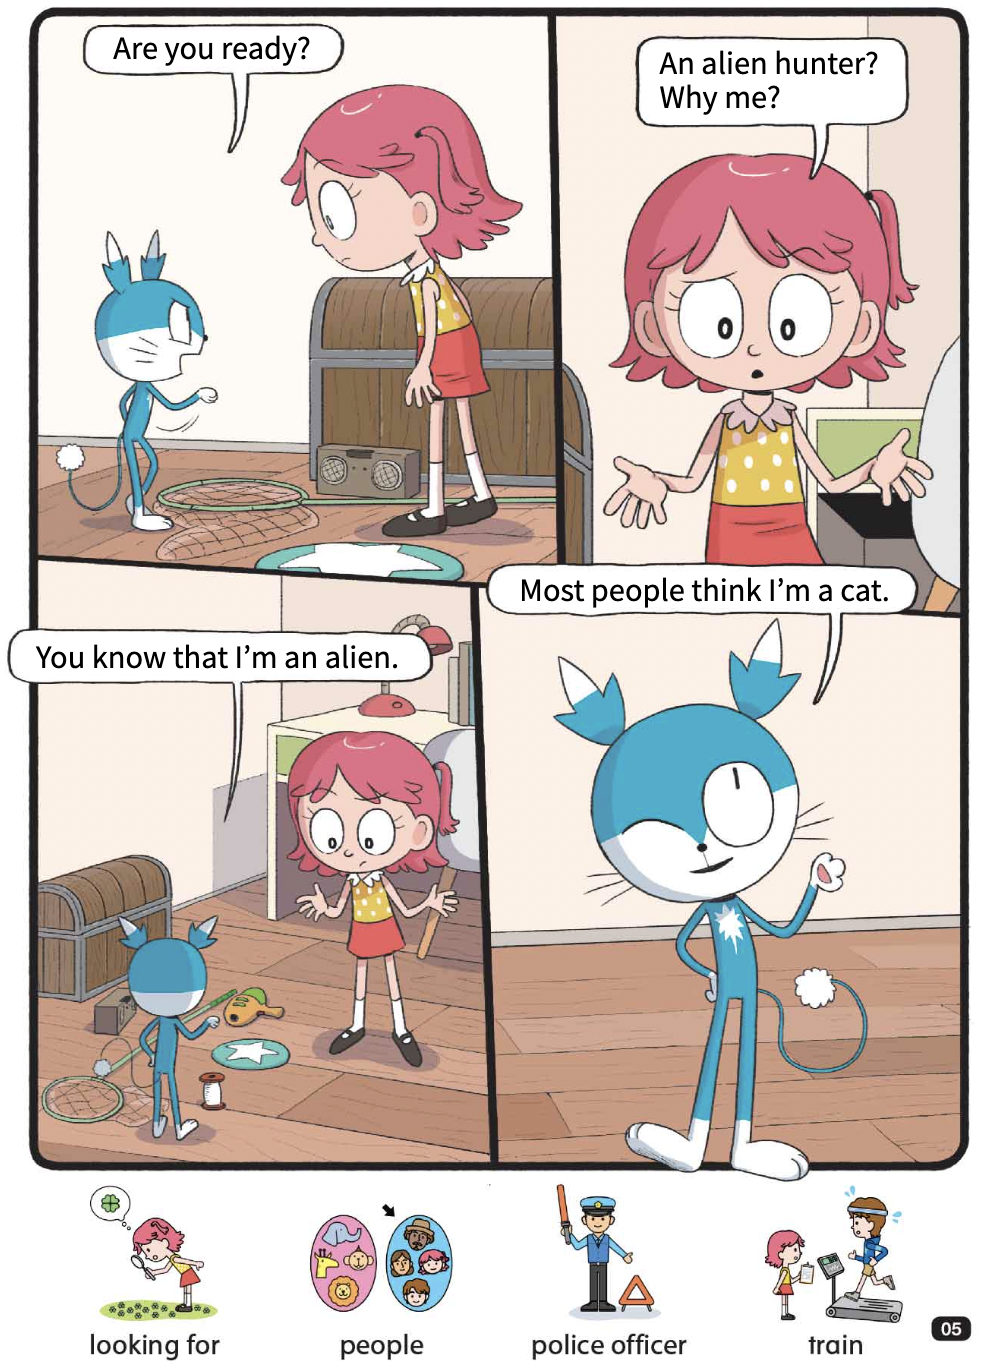 Are you ready?
An alien hunter?
Why me?
You know that I'm an alien.
Most people think I'm a cat.
looking for
people
police officer
train
05